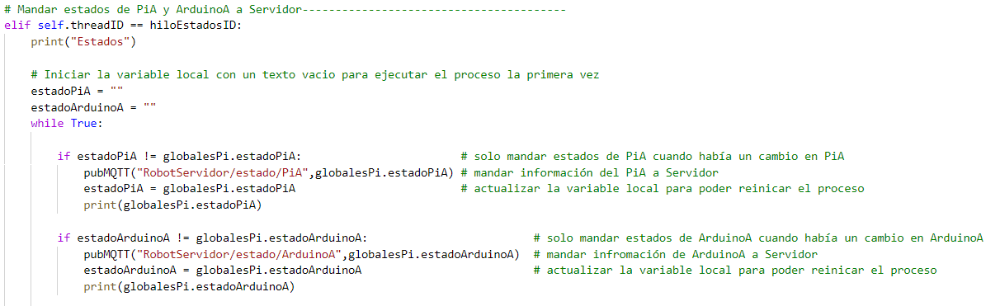 # Mandar estados de PiA y ArduinoA a Servidor----------------------------------------
elif self.threadID == hiloEstadosID:
print("Estados")
# Iniciar la variable local con un texto vacio para ejecutar el proceso la primera vez
estadoPiA = ""
estadoArduinoA = ""
while True:
if estadoPiA != globalesPi.estadoPiA: # solo mandar estados de PiA cuando había un cambio en PiA
pubMQTT("RobotServidor/estado/PiA",globalesPi.estadoPiA) # mandar información del PiA a Servidor
estadoPiA = globalesPi.estadoPiA # actualizar la variable local para poder reinicar el proceso
print(globalesPi.estadoPiA)
if estadoArduinoA != globalesPi.estadoArduinoA: # solo mandar estados de ArduinoA cuando había un cambio en ArduinoA
pubMQTT("RobotServidor/estado/ArduinoA",globalesPi.estadoArduinoA) # mandar infromación de ArduinoA a Servidor
estadoArduinoA = globalesPi.estadoArduinoA # actualizar la variable local para poder reinicar el proceso
print(globalesPi.estadoArduinoA)